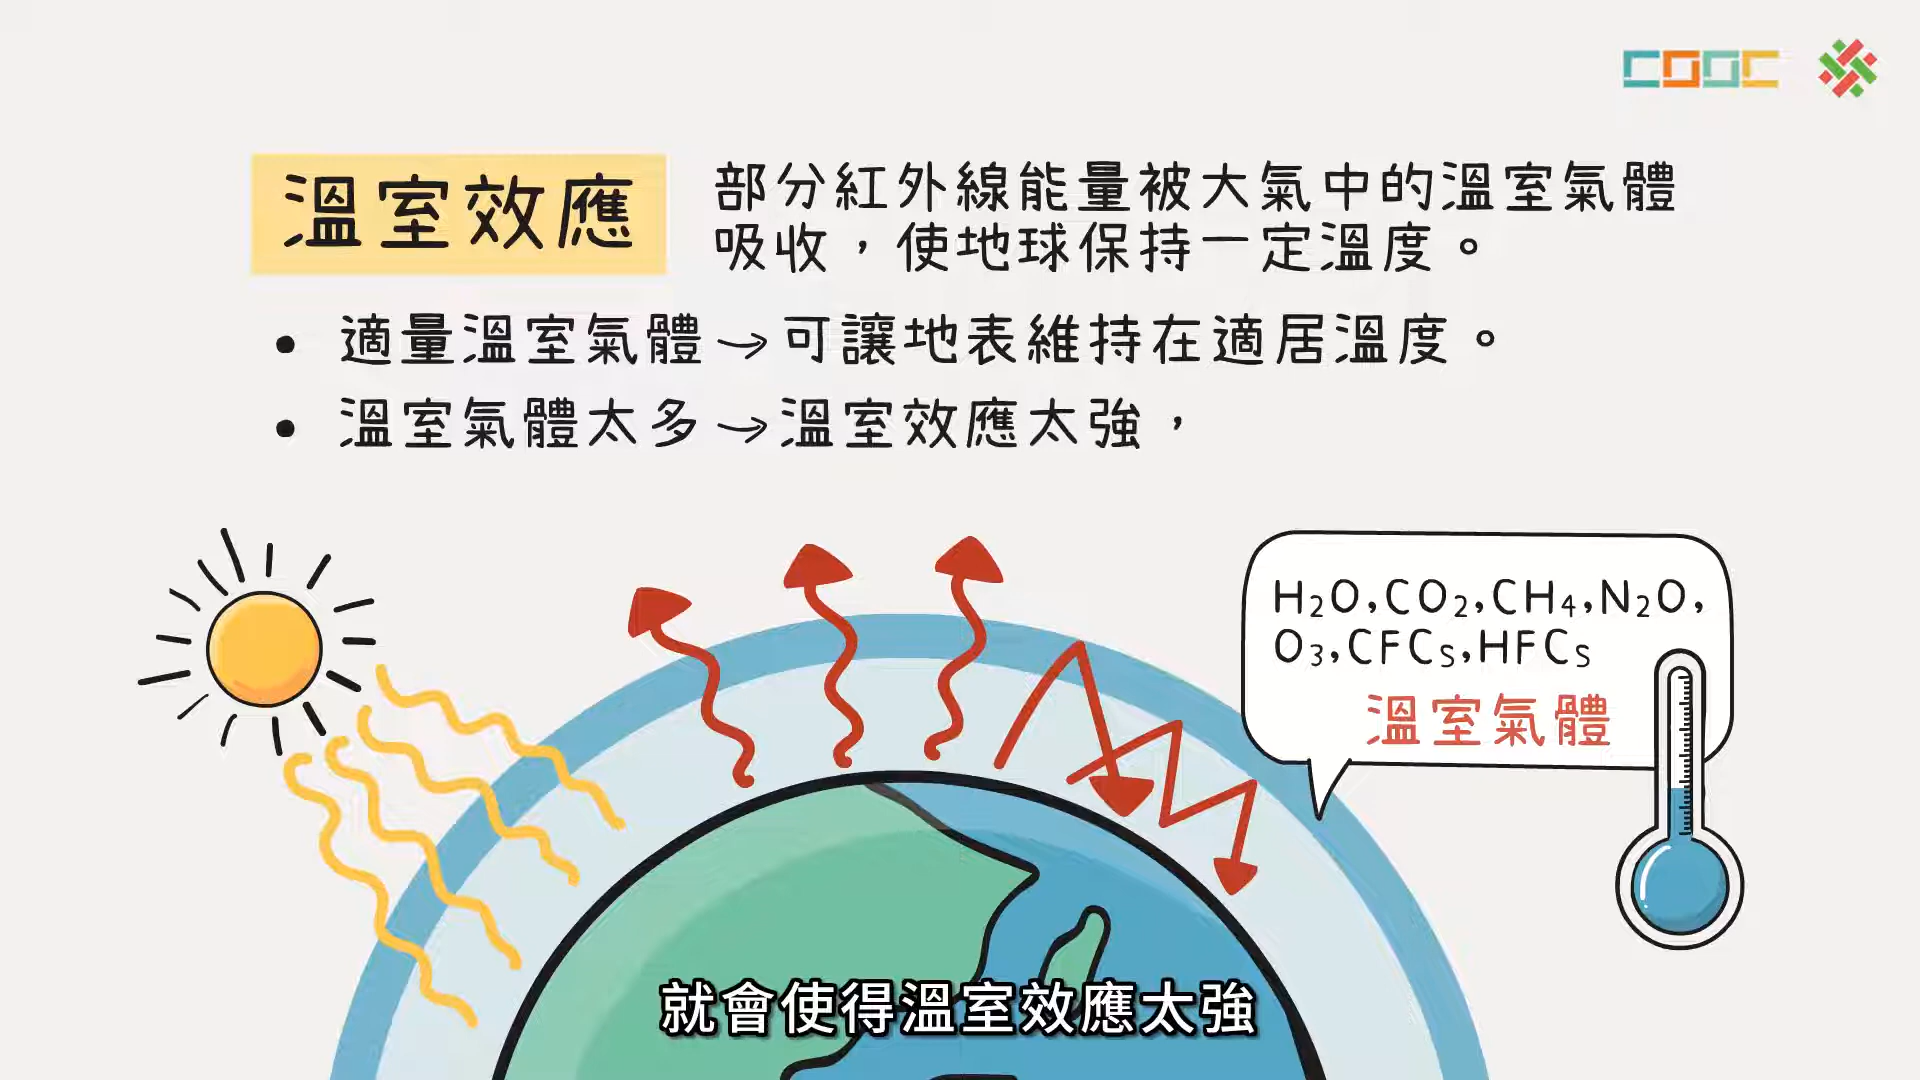 COOC
溫室效應
部分紅外線能量被大氣中的溫室氣體
吸收，使地球保持一定溫度。
• 適量溫室氣體→可讓地表維持在適居溫度。
• 溫室氣體太多→溫室效應太強，
H₂O,CO₂,CH₄,N₂O,
O₃,CFCs,HFCs
溫室氣體
就會使得溫室效應太強